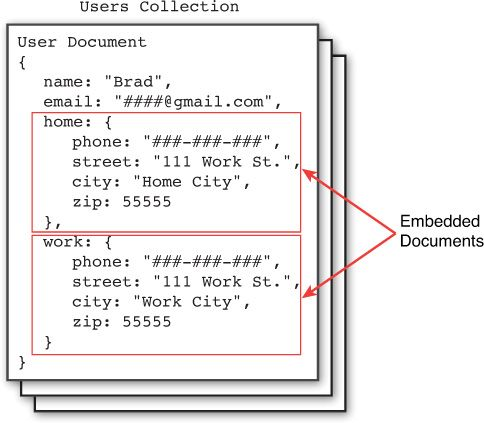 Users Collection
User Document
{
name: "Brad",
email: "####@gmail.com",
home: {
phone: "###-###-###",
street: "111 Work St.",
city: "Home City",
zip: 55555
},
work: {
phone: "###-###-###",
street: "111 Work St.",
city: "Work City",
zip: 55555
}
}
Embedded
Documents